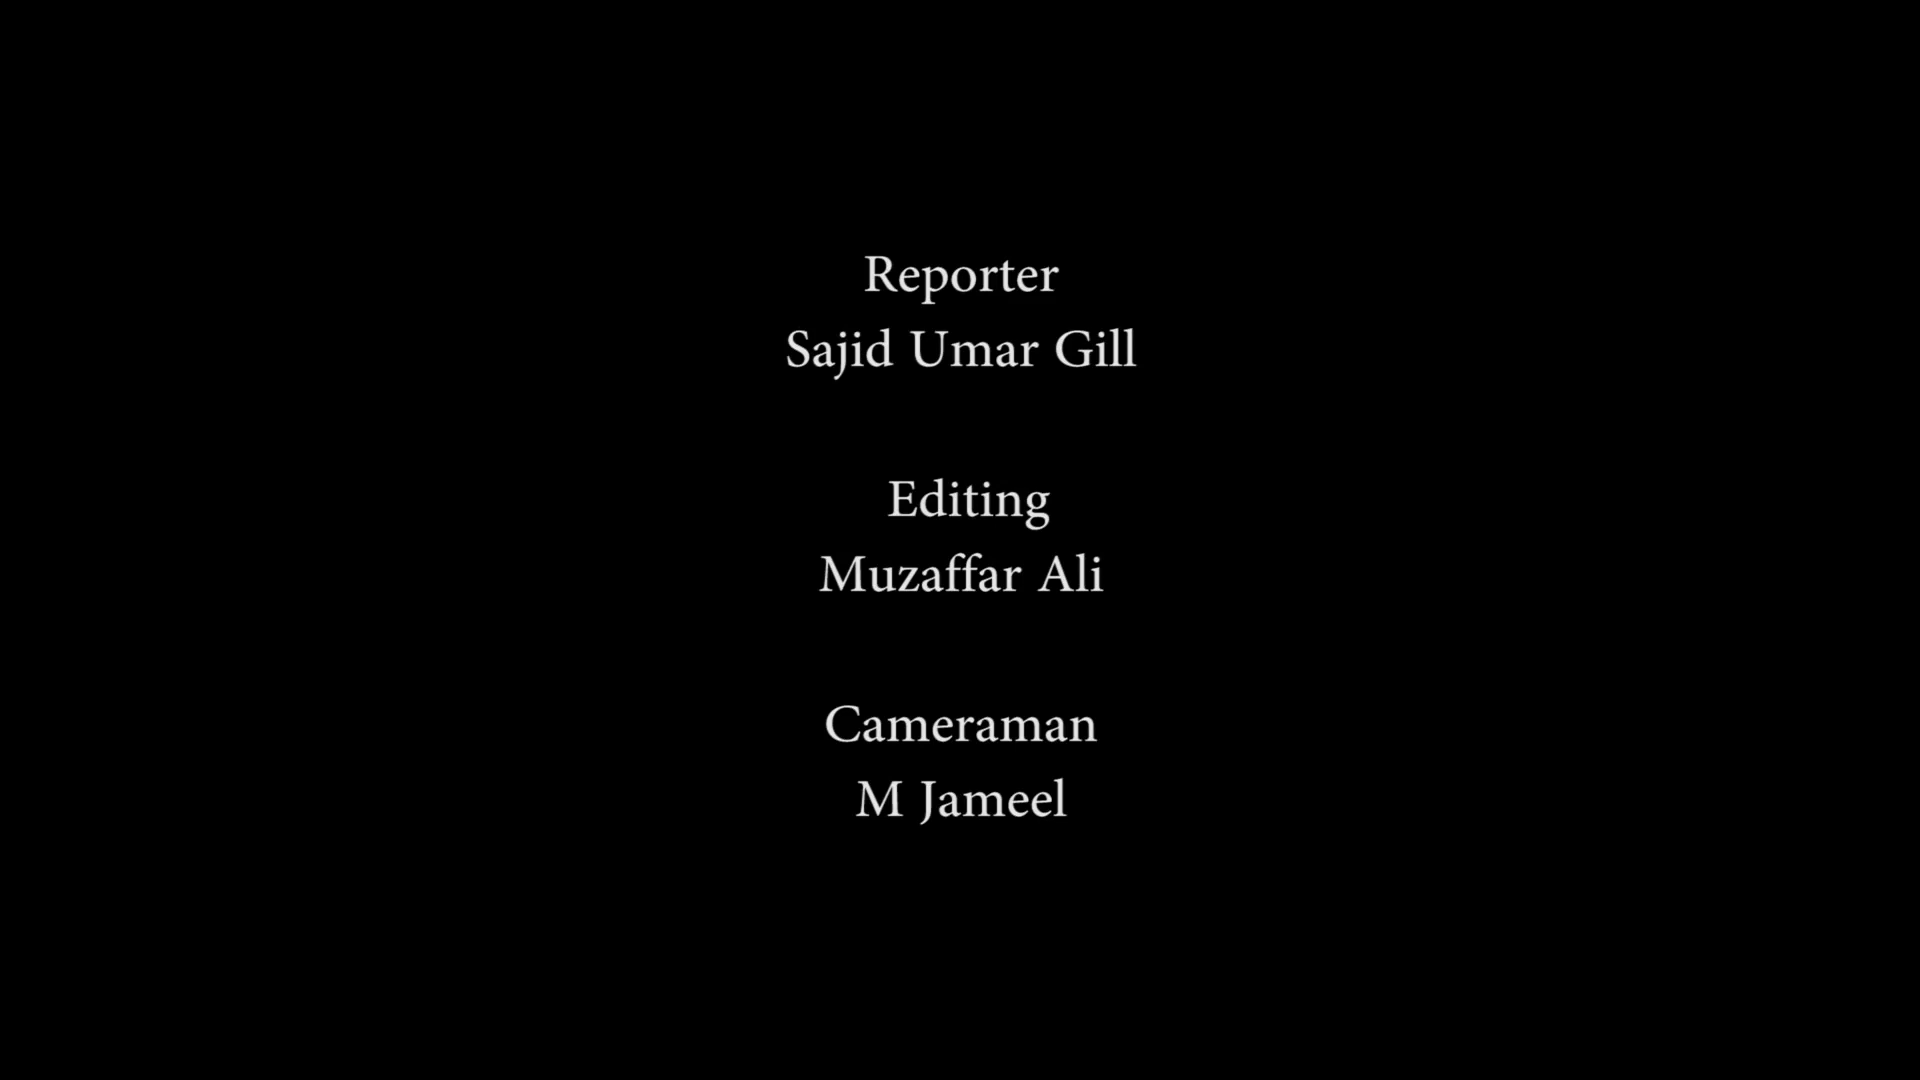 Reporter
Sajid Umar Gill
Editing
Muzaffar Ali
Cameraman
M Jameel